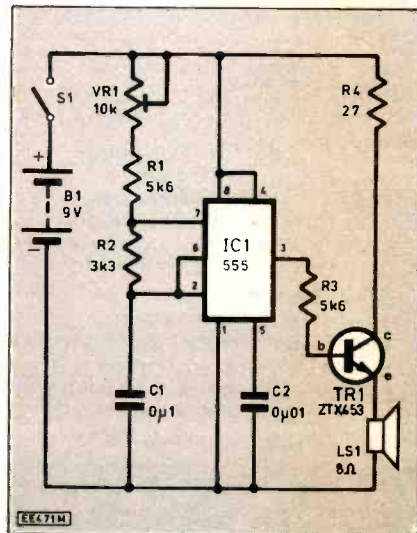 S1
VR1
10k
R4
27
R1
5k6
+
B1
9V
−
8
4
7
R2
3k3
6
IC1
555
3
2
R3
5k6
1
5
b
c
e
TR1
ZTX453
C1
0µ1
C2
0µ01
LS1
8Ω
EE471M